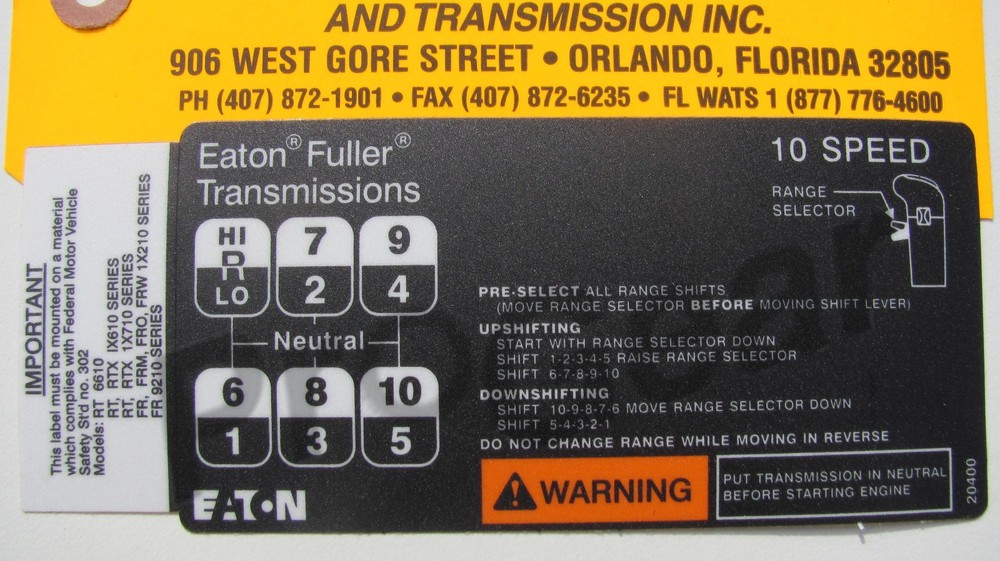 AND TRANSMISSION INC.
906 WEST GORE STREET • ORLANDO, FLORIDA 32805
PH (407) 872-1901 • FAX (407) 872-6235 • FL WATS 1 (877) 776-4600
IMPORTANT
This label must be mounted on a material
which complies with Federal Motor Vehicle
Safety St'd no. 302
Models: RT 6610
RT, RTX 1X610 SERIES
RT, RTX 1X710 SERIES
FR, FRM, FRO, FRW 1X210 SERIES
FR 9210 SERIES
Eaton® Fuller®
Transmissions
10 SPEED
RANGE
SELECTOR
HI 7 9
R
LO 2 4
Neutral
6 8 10
1 3 5
PRE-SELECT ALL RANGE SHIFTS
(MOVE RANGE SELECTOR BEFORE MOVING SHIFT LEVER)
UPSHIFTING
START WITH RANGE SELECTOR DOWN
SHIFT 1-2-3-4-5 RAISE RANGE SELECTOR
SHIFT 6-7-8-9-10
DOWNSHIFTING
SHIFT 10-9-8-7-6 MOVE RANGE SELECTOR DOWN
SHIFT 5-4-3-2-1
DO NOT CHANGE RANGE WHILE MOVING IN REVERSE
EATON
WARNING
PUT TRANSMISSION IN NEUTRAL
BEFORE STARTING ENGINE
20400